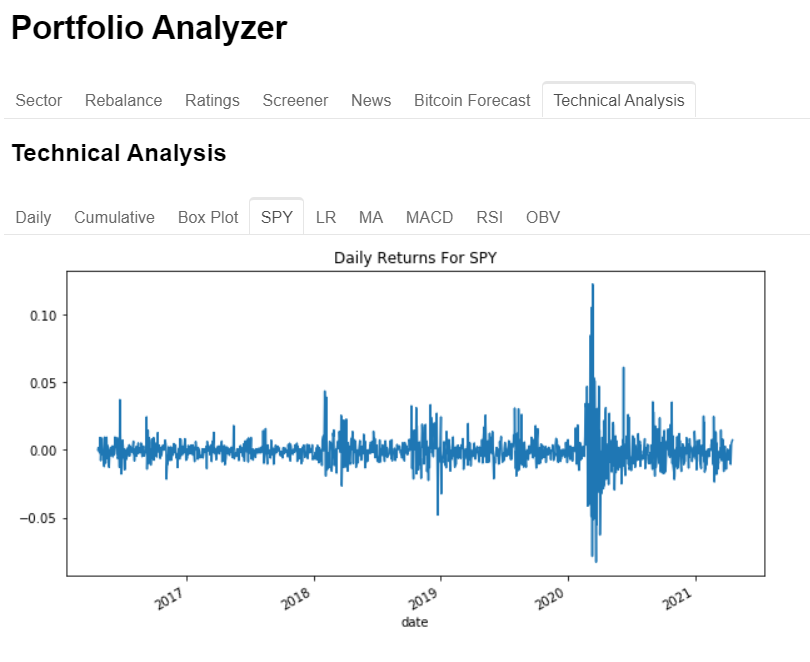 Portfolio Analyzer
Sector Rebalance Ratings Screener News Bitcoin Forecast Technical Analysis
Technical Analysis
Daily Cumulative Box Plot SPY LR MA MACD RSI OBV
Daily Returns For SPY
0.10
0.05
0.00
−0.05
2017 2018 2019 2020 2021
date